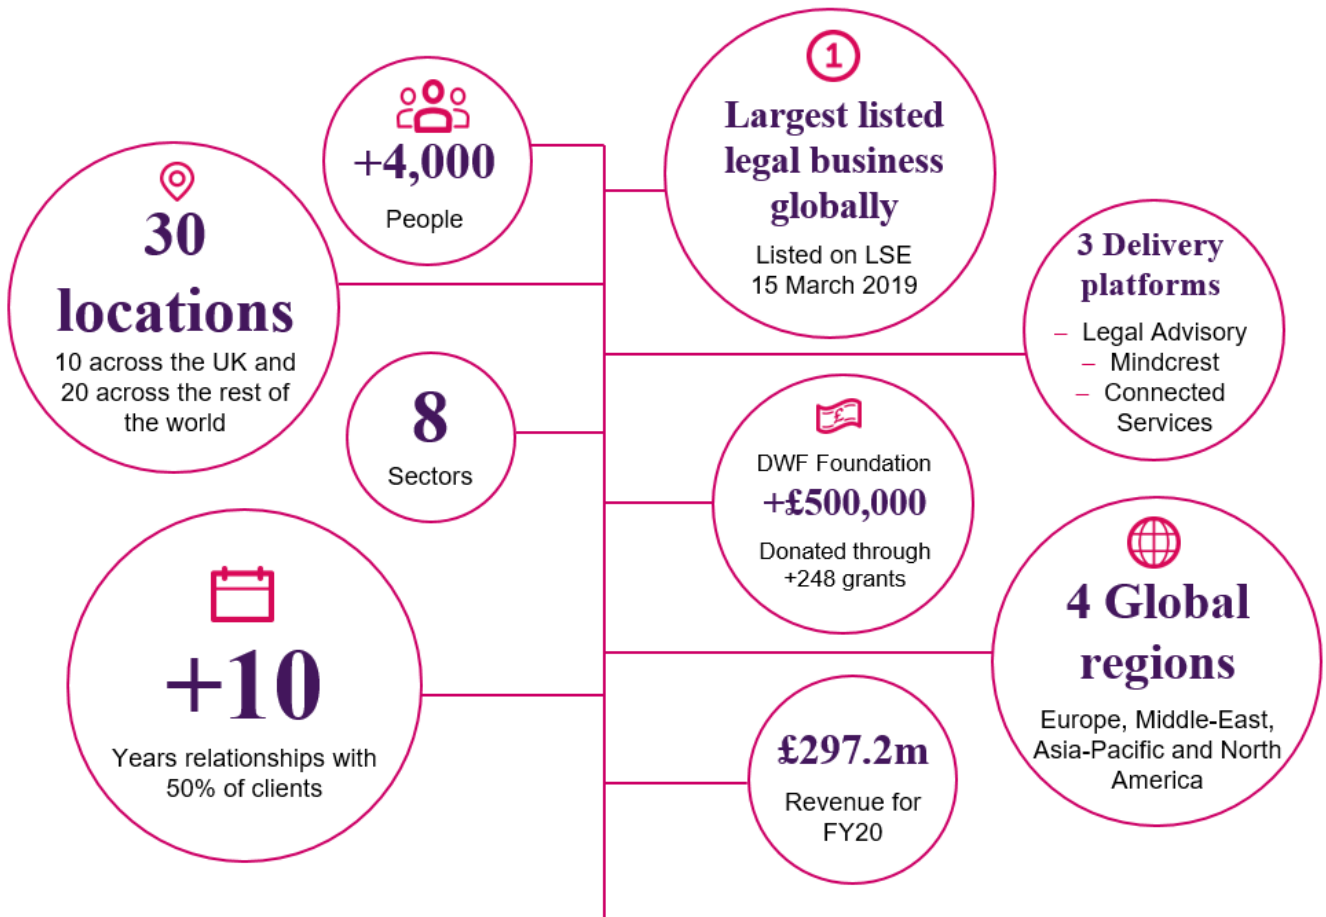 1
Largest listed
legal business
globally
Listed on LSE
15 March 2019
+4,000
People
30
locations
10 across the UK and
20 across the rest of
the world
3 Delivery
platforms
– Legal Advisory
– Mindcrest
– Connected
Services
8
Sectors
£
DWF Foundation
+£500,000
Donated through
+248 grants
4 Global
regions
Europe, Middle-East,
Asia-Pacific and North
America
+10
Years relationships with
50% of clients
£297.2m
Revenue for
FY20